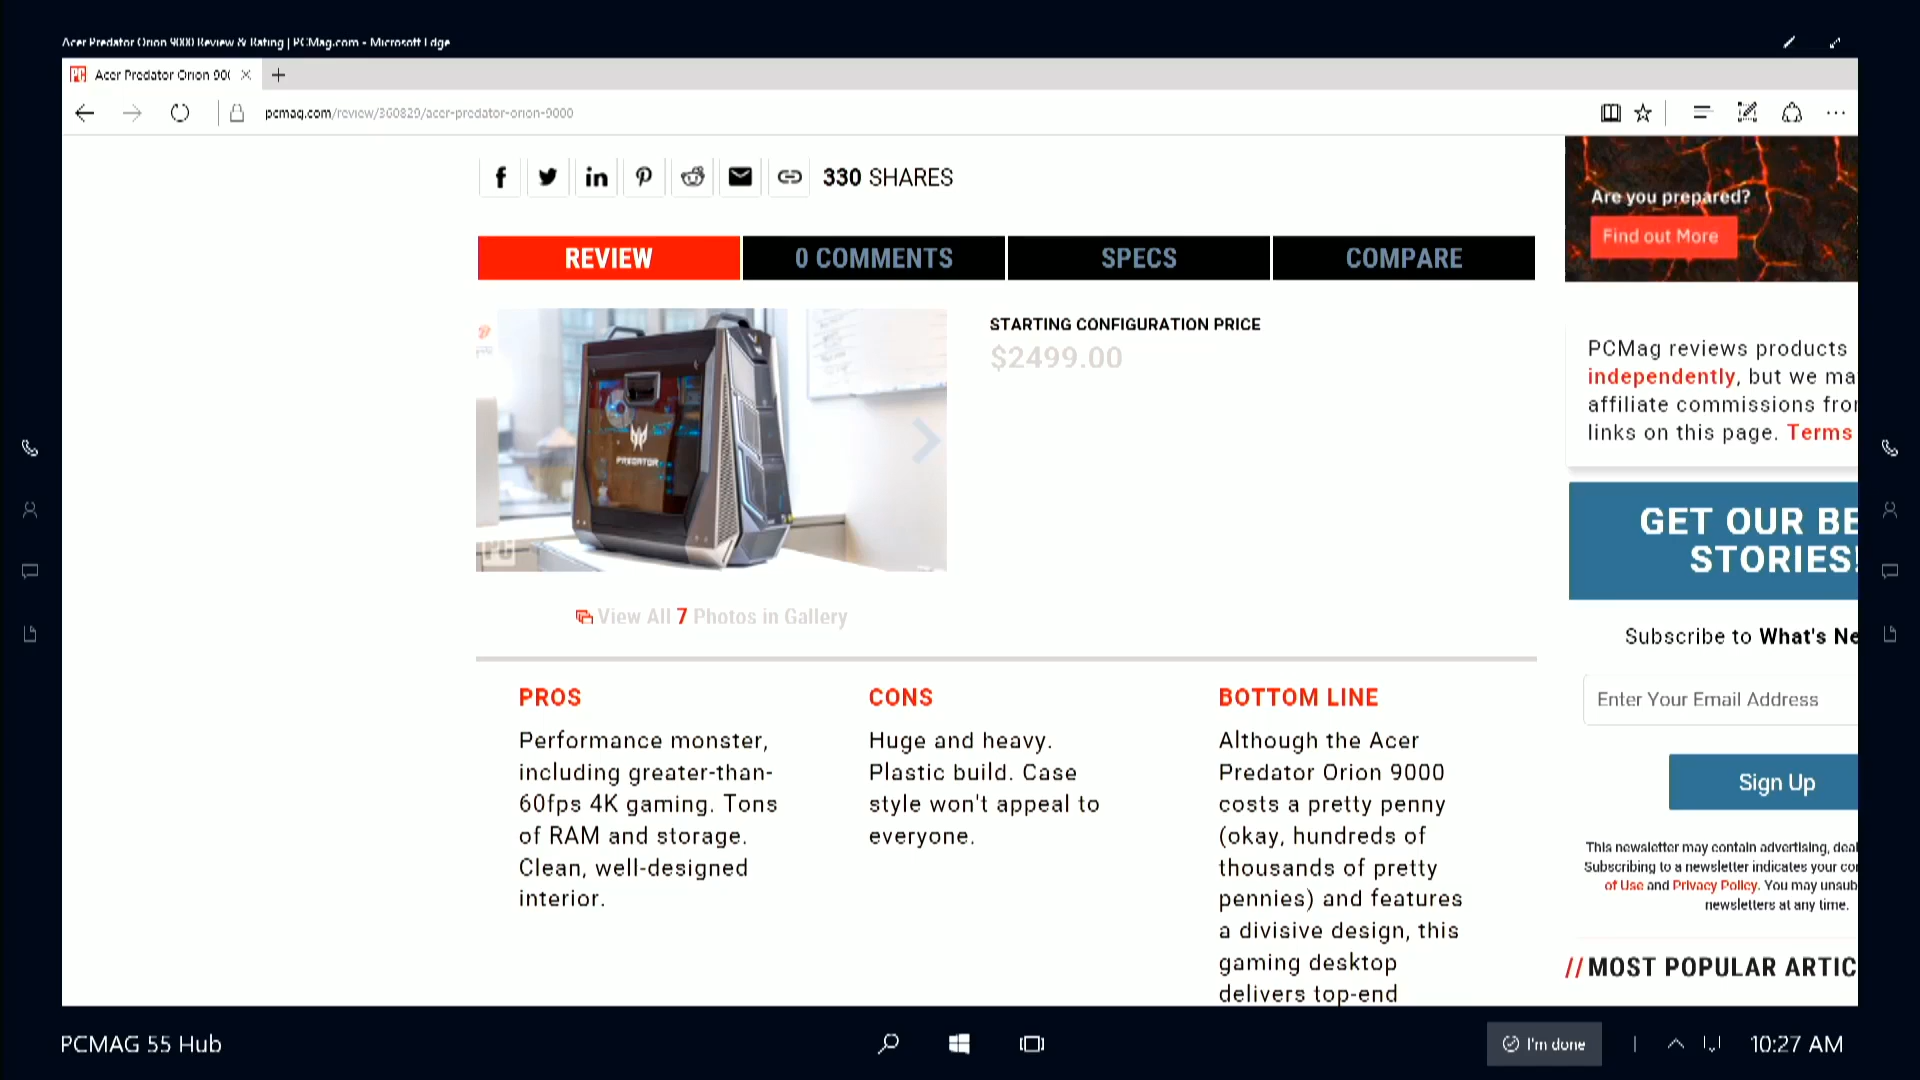 Acer Predator Orion 9000 Review & Rating | PCMag.com - Microsoft Edge
PC Acer Predator Orion 900
pcmag.com/review/360829/acer-predator-orion-9000
330 SHARES
REVIEW
0 COMMENTS
SPECS
COMPARE
PREDATOR
PC
View All 7 Photos in Gallery
STARTING CONFIGURATION PRICE
$2499.00
PROS
Performance monster,
including greater-than-
60fps 4K gaming. Tons
of RAM and storage.
Clean, well-designed
interior.
CONS
Huge and heavy.
Plastic build. Case
style won't appeal to
everyone.
BOTTOM LINE
Although the Acer
Predator Orion 9000
costs a pretty penny
(okay, hundreds of
thousands of pretty
pennies) and features
a divisive design, this
gaming desktop
delivers top-end
Are you prepared?
Find out More
PCMag reviews products
independently, but we ma
affiliate commissions fro
links on this page. Terms
GET OUR BE
STORIES!
Subscribe to What's Ne
Enter Your Email Address
Sign Up
This newsletter may contain advertising, deal
Subscribing to a newsletter indicates your co
of Use and Privacy Policy. You may unsub
newsletters at any time.
//MOST POPULAR ARTIC
PCMAG 55 Hub
I'm done
10:27 AM